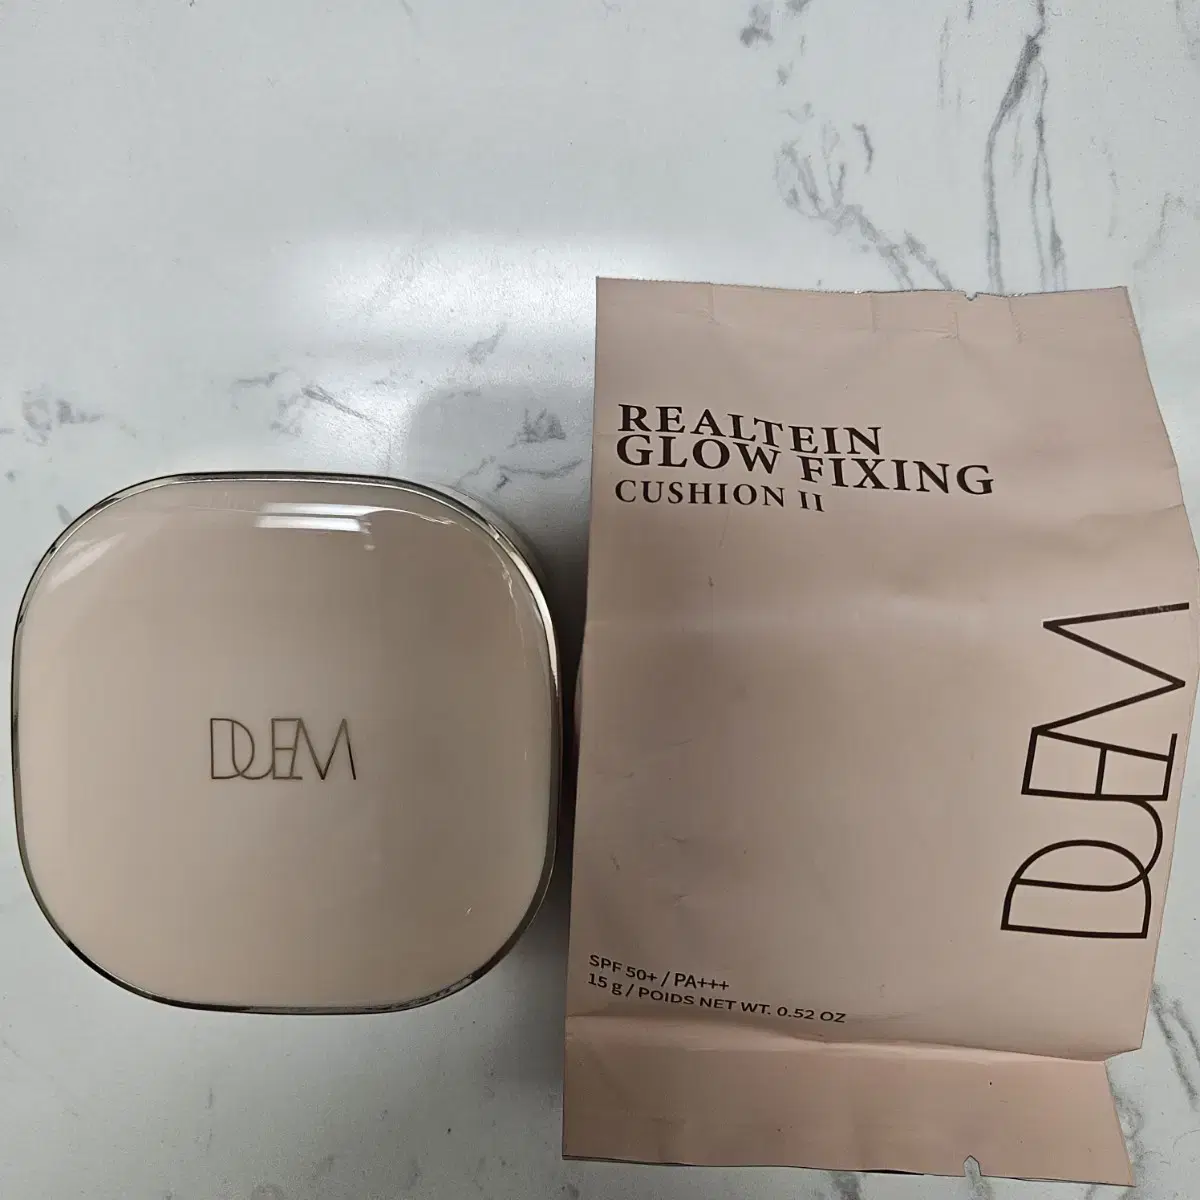 DUEM
REALTEIN
GLOW FIXING
CUSHION II
DUEM
SPF 50+ / PA+++
15 g / POIDS NET WT. 0.52 OZ